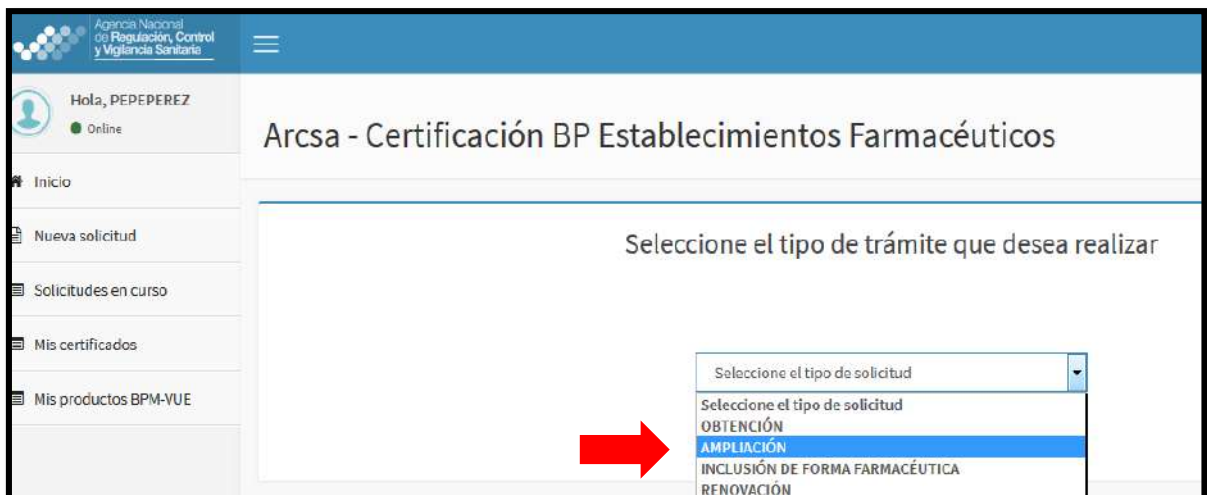 Agencia Nacional
de Regulación, Control
y Vigilancia Sanitaria
Hola, PEPEPEREZ
Online
Inicio
Nueva solicitud
Solicitudes en curso
Mis certificados
Mis productos BPM-VUE
Arcsa - Certificación BP Establecimientos Farmacéuticos
Seleccione el tipo de trámite que desea realizar
Seleccione el tipo de solicitud
Seleccione el tipo de solicitud
OBTENCIÓN
AMPLIACIÓN
INCLUSIÓN DE FORMA FARMACÉUTICA
RENOVACIÓN